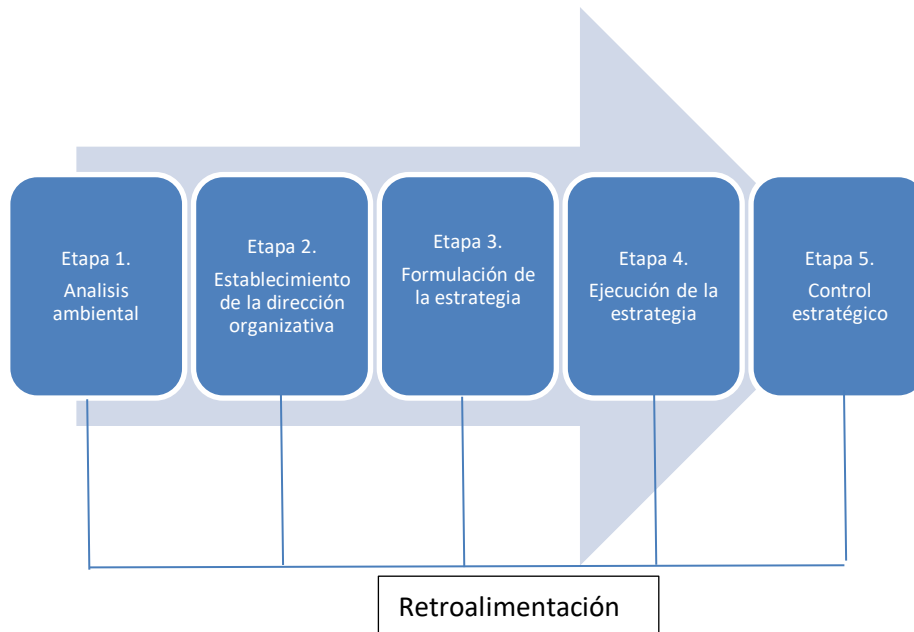 Etapa 1.
Analisis
ambiental
Etapa 2.
Establecimiento
de la dirección
organizativa
Etapa 3.
Formulación de
la estrategia
Etapa 4.
Ejecución de la
estrategia
Etapa 5.
Control
estratégico
Retroalimentación